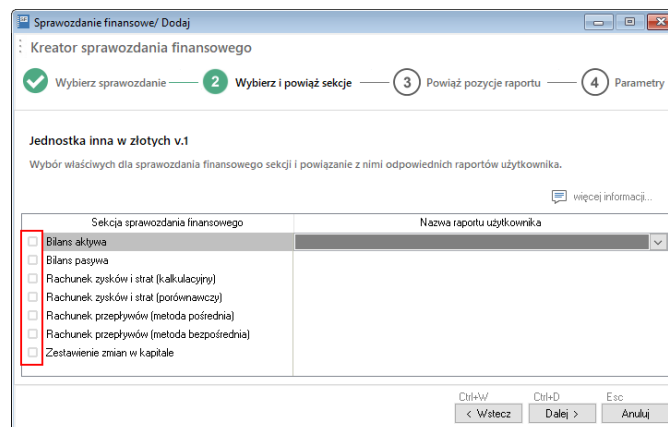 Sprawozdanie finansowe/ Dodaj
Kreator sprawozdania finansowego
Wybierz sprawozdanie 2 Wybierz i powiąż sekcje 3 Powiąż pozycje raportu 4 Parametry
Jednostka inna w złotych v.1
Wybór właściwych dla sprawozdania finansowego sekcji i powiązanie z nimi odpowiednich raportów użytkownika.
więcej informacji...
Sekcja sprawozdania finansowego Nazwa raportu użytkownika
Bilans aktywa
Bilans pasywa
Rachunek zysków i strat (kalkulacyjny)
Rachunek zysków i strat (porównawczy)
Rachunek przepływów (metoda pośrednia)
Rachunek przepływów (metoda bezpośrednia)
Zestawienie zmian w kapitale
Ctrl+W Ctrl+D Esc
< Wstecz Dalej > Anuluj